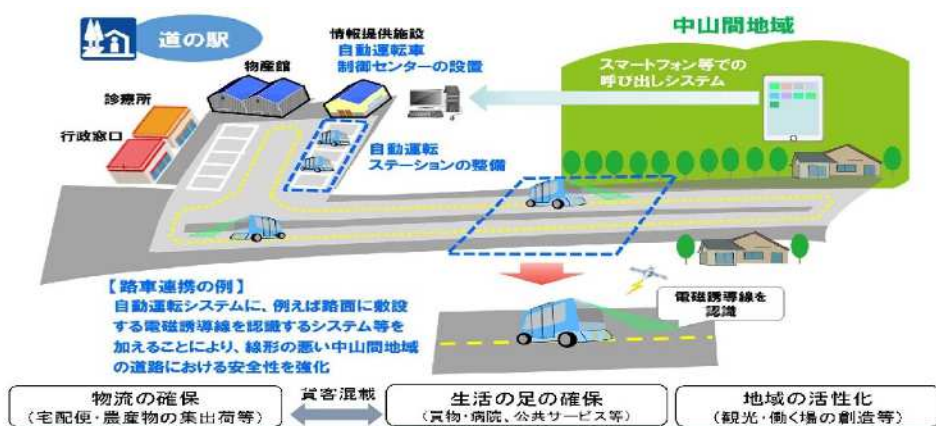 道の駅
中山間地域
情報提供施設
自動運転車
制御センターの設置
スマートフォン等での
呼び出しシステム
物産館
診療所
行政窓口
自動運転
ステーションの整備
【路車連携の例】
自動運転システムに、例えば路面に敷設
する電磁誘導線を認識するシステム等を
加えることにより、線形の悪い中山間地域
の道路における安全性を強化
電磁誘導線を
認識
物流の確保
(宅配便・農産物の集出荷等)
貨客混載
生活の足の確保
(買物・病院、公共サービス等)
地域の活性化
(観光・働く場の創造等)